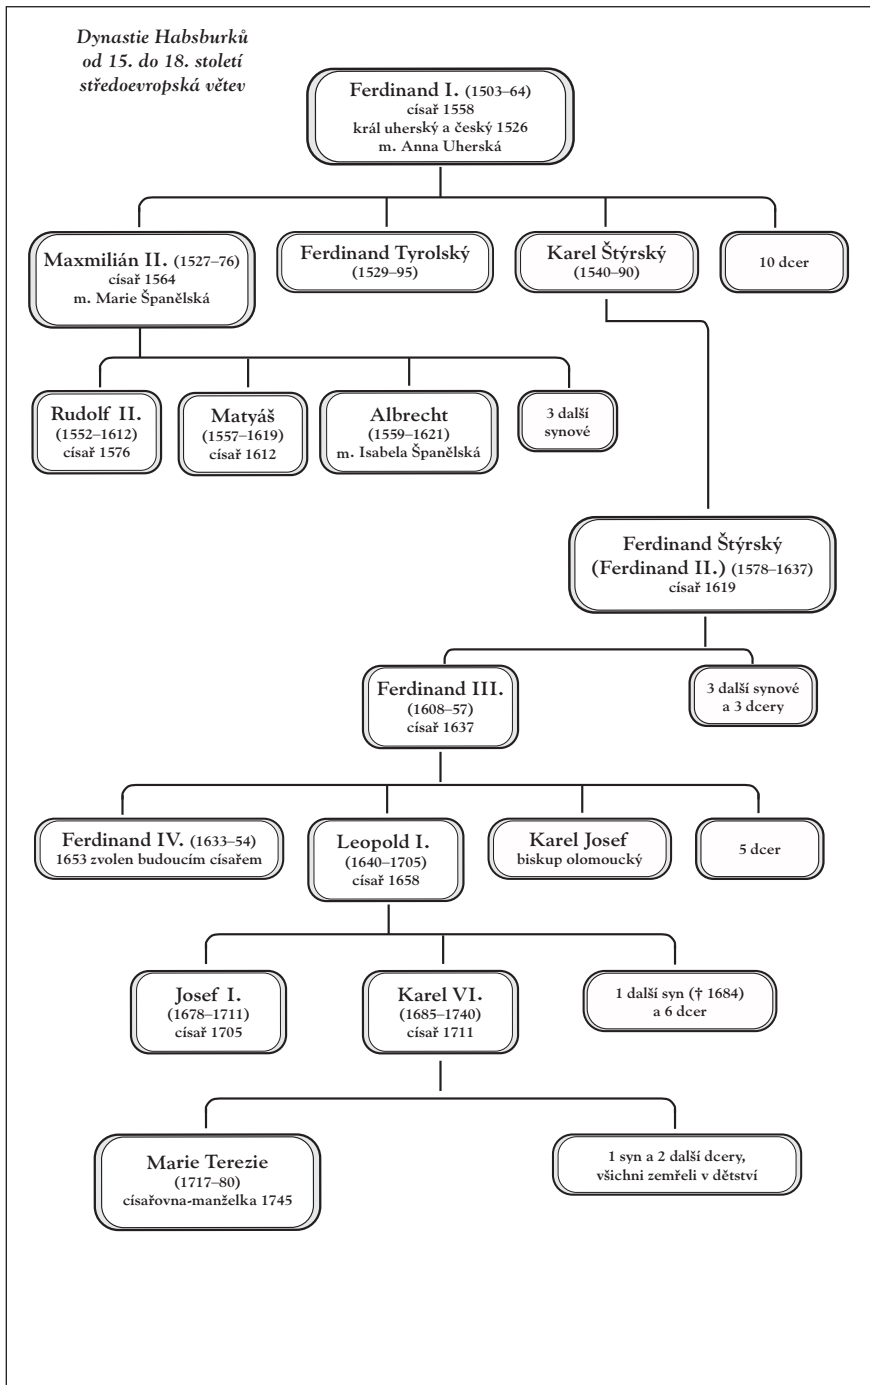 Dynastie Habsburků
od 15. do 18. století
středoevropská větev
Ferdinand I. (1503–64)
císař 1558
král uherský a český 1526
m. Anna Uherská
Maxmilián II. (1527–76)
císař 1564
m. Marie Španělská
Ferdinand Tyrolský
(1529–95)
Karel Štýrský
(1540–90)
10 dcer
Rudolf II.
(1552–1612)
císař 1576
Matyáš
(1557–1619)
císař 1612
Albrecht
(1559–1621)
m. Isabela Španělská
3 další
synové
Ferdinand Štýrský
(Ferdinand II.) (1578–1637)
císař 1619
Ferdinand III.
(1608–57)
císař 1637
3 další synové
a 3 dcery
Ferdinand IV. (1633–54)
1653 zvolen budoucím císařem
Leopold I.
(1640–1705)
císař 1658
Karel Josef
biskup olomoucký
5 dcer
Josef I.
(1678–1711)
císař 1705
Karel VI.
(1685–1740)
císař 1711
1 další syn († 1684)
a 6 dcer
Marie Terezie
(1717–80)
císařovna-manželka 1745
1 syn a 2 další dcery,
všichni zemřeli v dětství